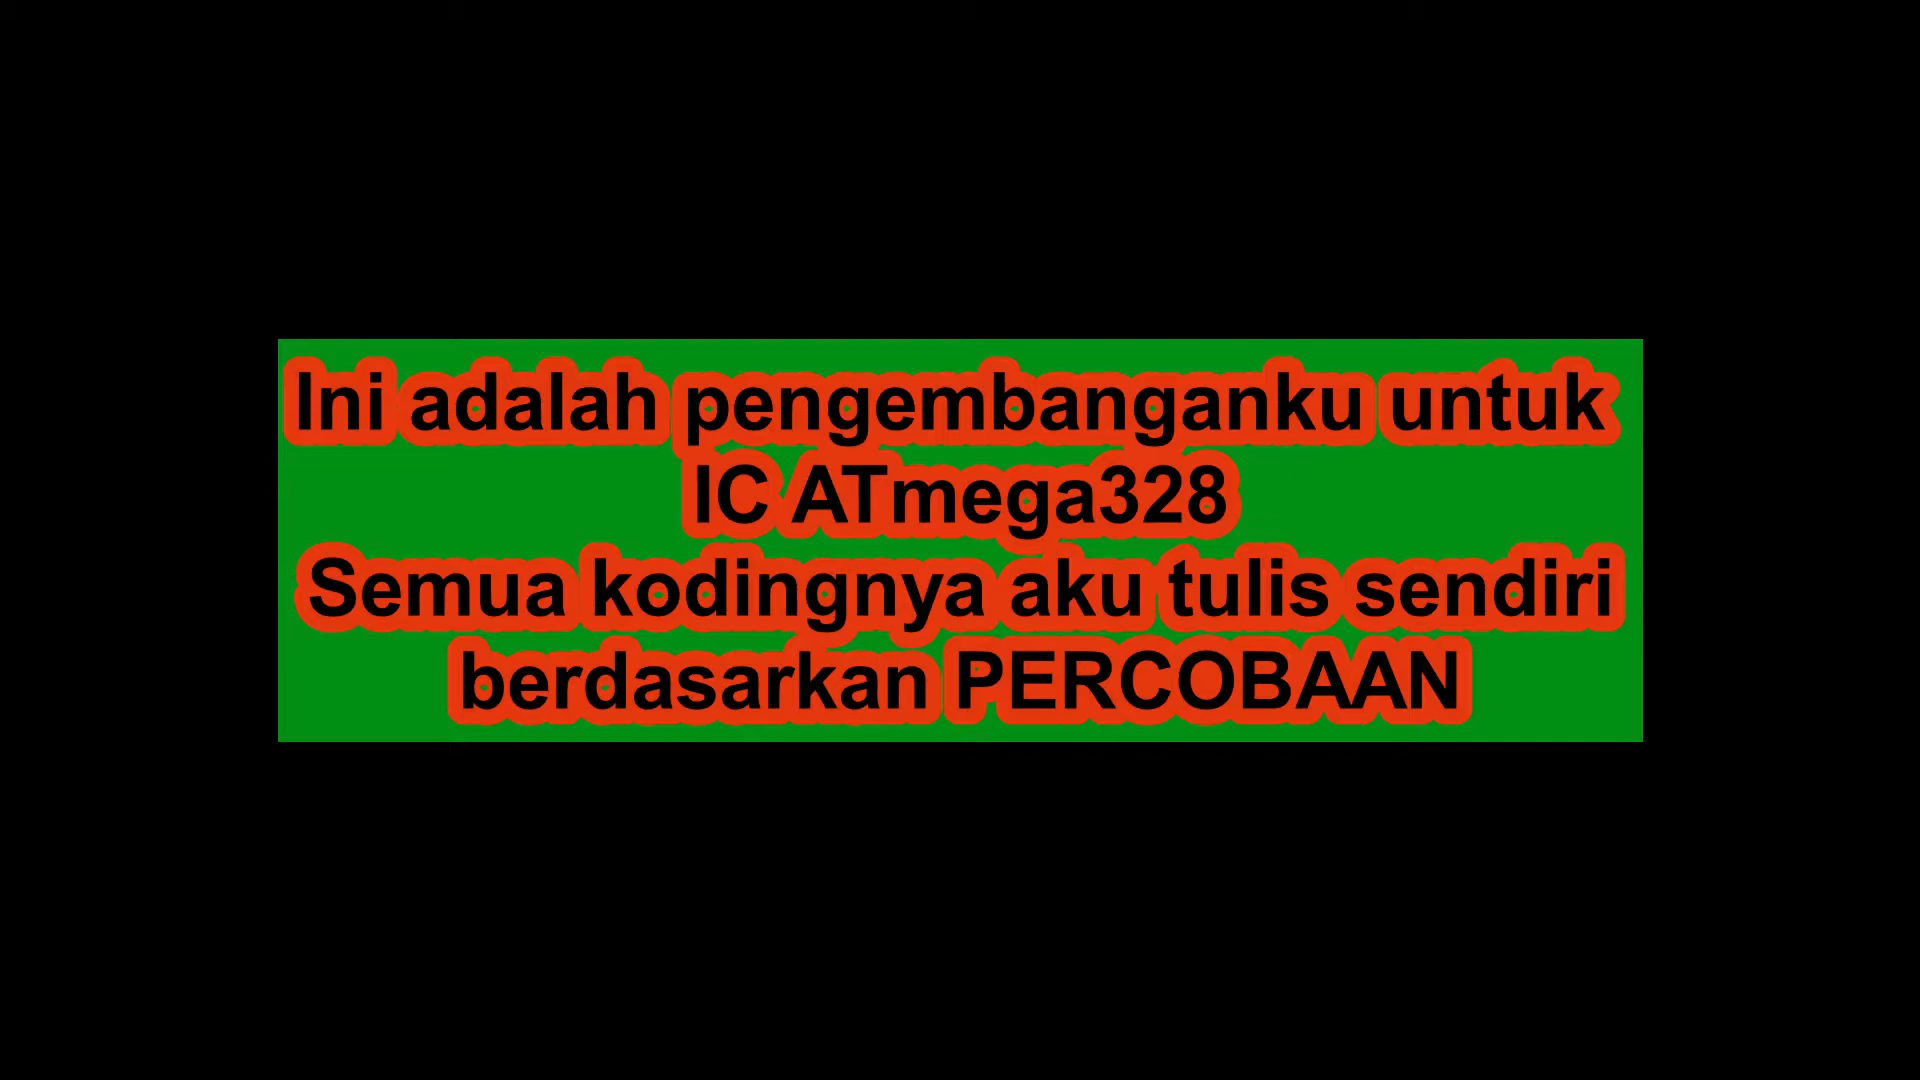 Ini adalah pengembanganku untuk
IC ATmega328
Semua kodingnya aku tulis sendiri
berdasarkan PERCOBAAN